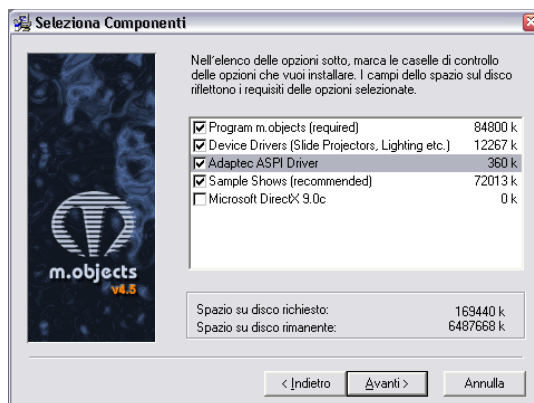 Seleziona Componenti
Nell'elenco delle opzioni sotto, marca le caselle di controllo
delle opzioni che vuoi installare. I campi dello spazio sul disco
riflettono i requisiti delle opzioni selezionate.
Program m.objects (required) 84800 k
Device Drivers (Slide Projectors, Lighting etc.) 12267 k
Adaptec ASPI Driver 360 k
Sample Shows (recommended) 72013 k
Microsoft DirectX 9.0c 0 k
m.objects
v4.5
Spazio su disco richiesto: 169440 k
Spazio su disco rimanente: 6487668 k
< Indietro Avanti > Annulla